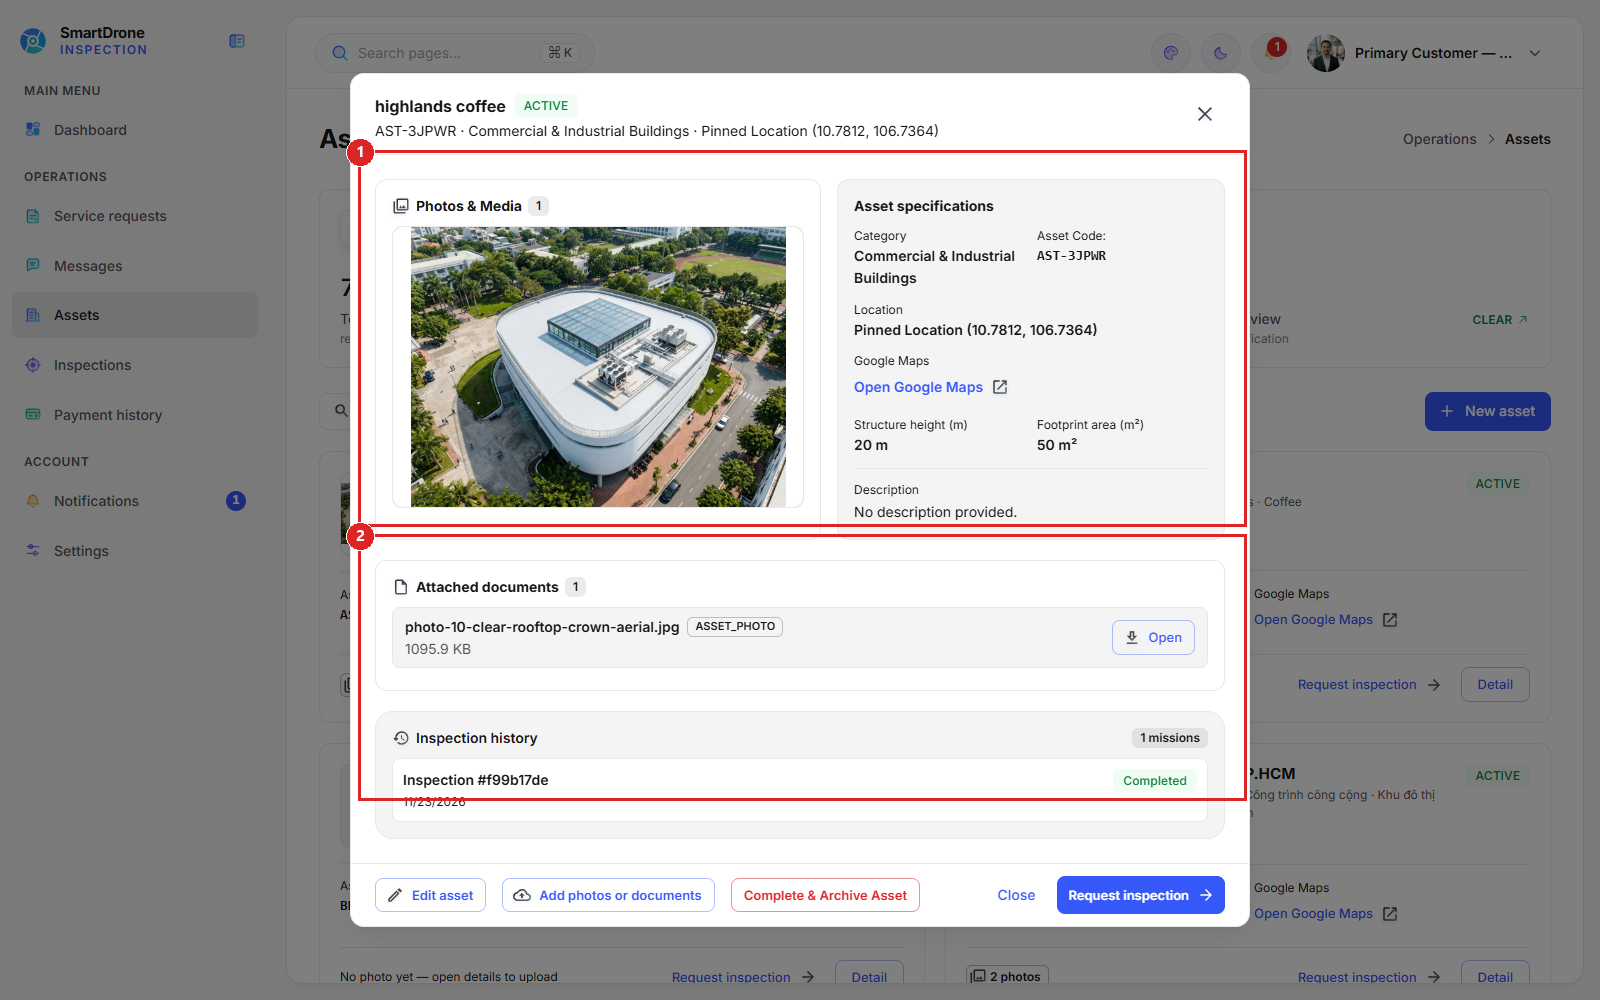 SmartDrone
INSPECTION
MAIN MENU
Dashboard
OPERATIONS
Service requests
Messages
Assets
Inspections
Payment history
ACCOUNT
Notifications
1
Settings
Search pages...
⌘ K
1
Primary Customer — ...
Operations > Assets
highlands coffee ACTIVE
AST-3JPWR · Commercial & Industrial Buildings · Pinned Location (10.7812, 106.7364)
1
Photos & Media 1
Asset specifications
Category
Commercial & Industrial
Buildings
Asset Code:
AST-3JPWR
Location
Pinned Location (10.7812, 106.7364)
Google Maps
Open Google Maps
Structure height (m)
20 m
Footprint area (m²)
50 m²
Description
No description provided.
2
Attached documents 1
photo-10-clear-rooftop-crown-aerial.jpg ASSET_PHOTO
1095.9 KB
Open
Inspection history
1 missions
Inspection #f99b17de
Completed
11/23/2026
Edit asset
Add photos or documents
Complete & Archive Asset
Close
Request inspection
CLEAR
New asset
ACTIVE
· Coffee
Google Maps
Open Google Maps
Request inspection
Detail
P.HCM
ACTIVE
Công trình công cộng · Khu đô thị
Google Maps
Open Google Maps
No photo yet — open details to upload
Request inspection
Detail
2 photos
Request inspection
Detail